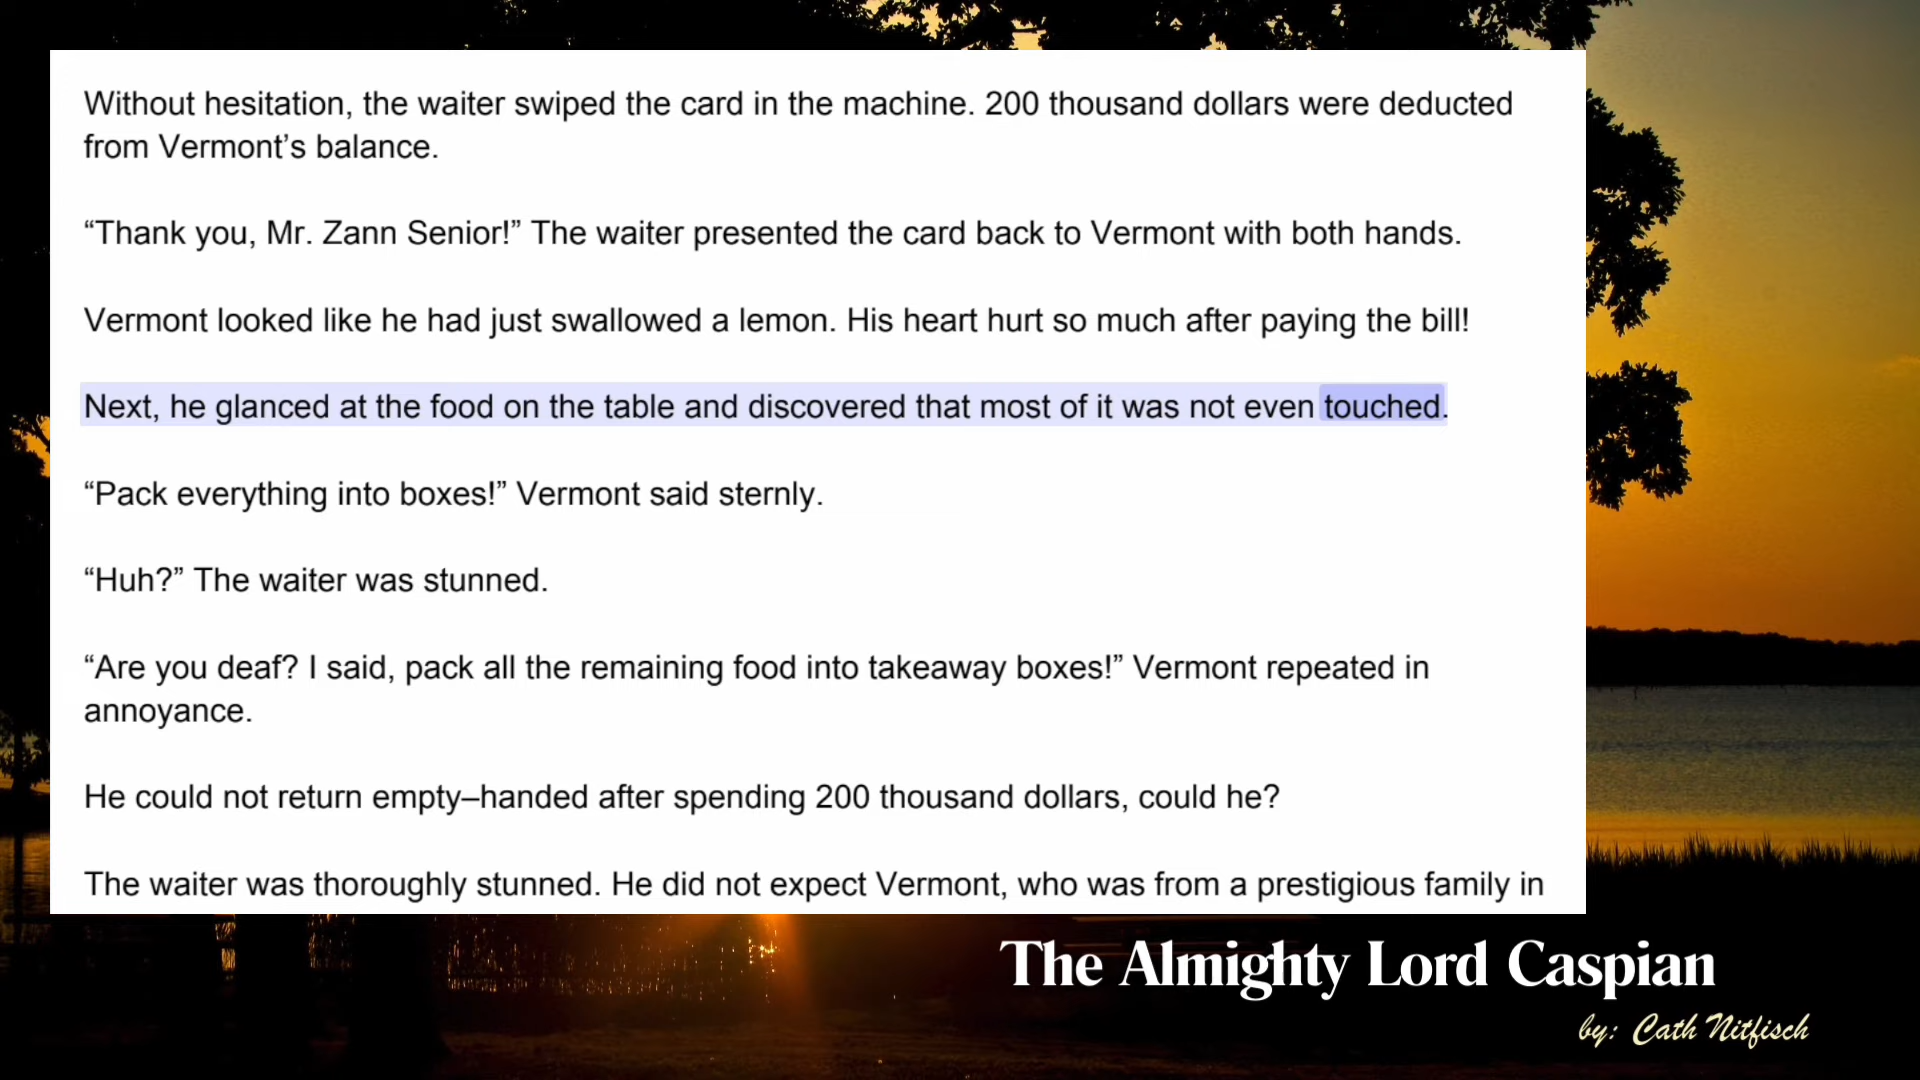 Without hesitation, the waiter swiped the card in the machine. 200 thousand dollars were deducted
from Vermont’s balance.
“Thank you, Mr. Zann Senior!” The waiter presented the card back to Vermont with both hands.
Vermont looked like he had just swallowed a lemon. His heart hurt so much after paying the bill!
Next, he glanced at the food on the table and discovered that most of it was not even touched.
“Pack everything into boxes!” Vermont said sternly.
“Huh?” The waiter was stunned.
“Are you deaf? I said, pack all the remaining food into takeaway boxes!” Vermont repeated in
annoyance.
He could not return empty–handed after spending 200 thousand dollars, could he?
The waiter was thoroughly stunned. He did not expect Vermont, who was from a prestigious family in
The Almighty Lord Caspian
by: Cath Nitfisch